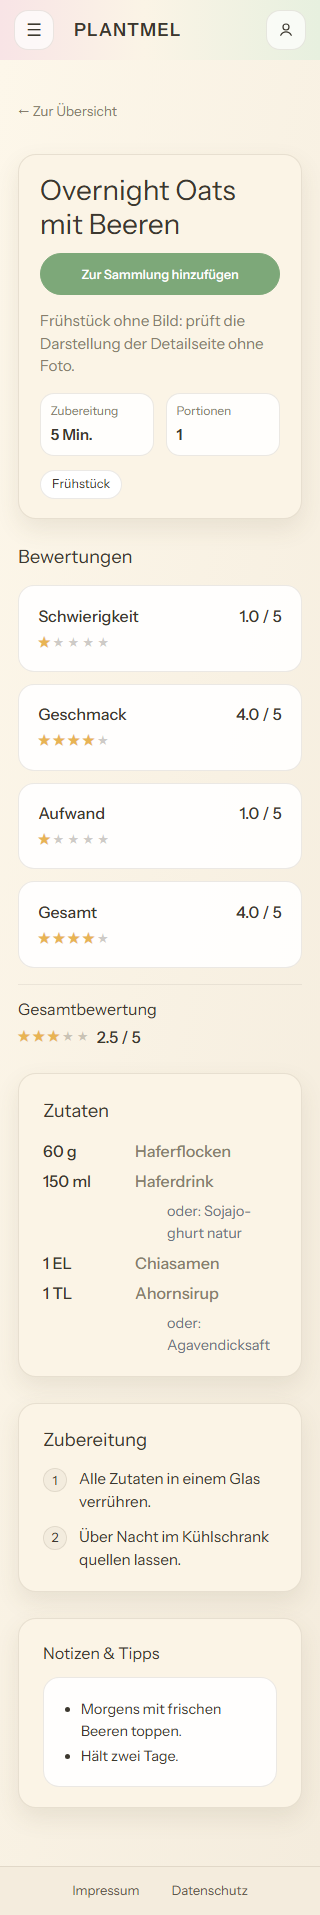 ☰ PLANTMEL
← Zur Übersicht
Overnight Oats
mit Beeren
Zur Sammlung hinzufügen
Frühstück ohne Bild: prüft die
Darstellung der Detailseite ohne
Foto.
Zubereitung
5 Min.
Portionen
1
Frühstück
Bewertungen
Schwierigkeit 1.0 / 5
★★★★★
Geschmack 4.0 / 5
★★★★★
Aufwand 1.0 / 5
★★★★★
Gesamt 4.0 / 5
★★★★★
Gesamtbewertung
★★★★★ 2.5 / 5
Zutaten
60 g Haferflocken
150 ml Haferdrink
oder: Sojajo-
ghurt natur
1 EL Chiasamen
1 TL Ahornsirup
oder:
Agavendicksaft
Zubereitung
1 Alle Zutaten in einem Glas
verrühren.
2 Über Nacht im Kühlschrank
quellen lassen.
Notizen & Tipps
• Morgens mit frischen
Beeren toppen.
• Hält zwei Tage.
Impressum Datenschutz